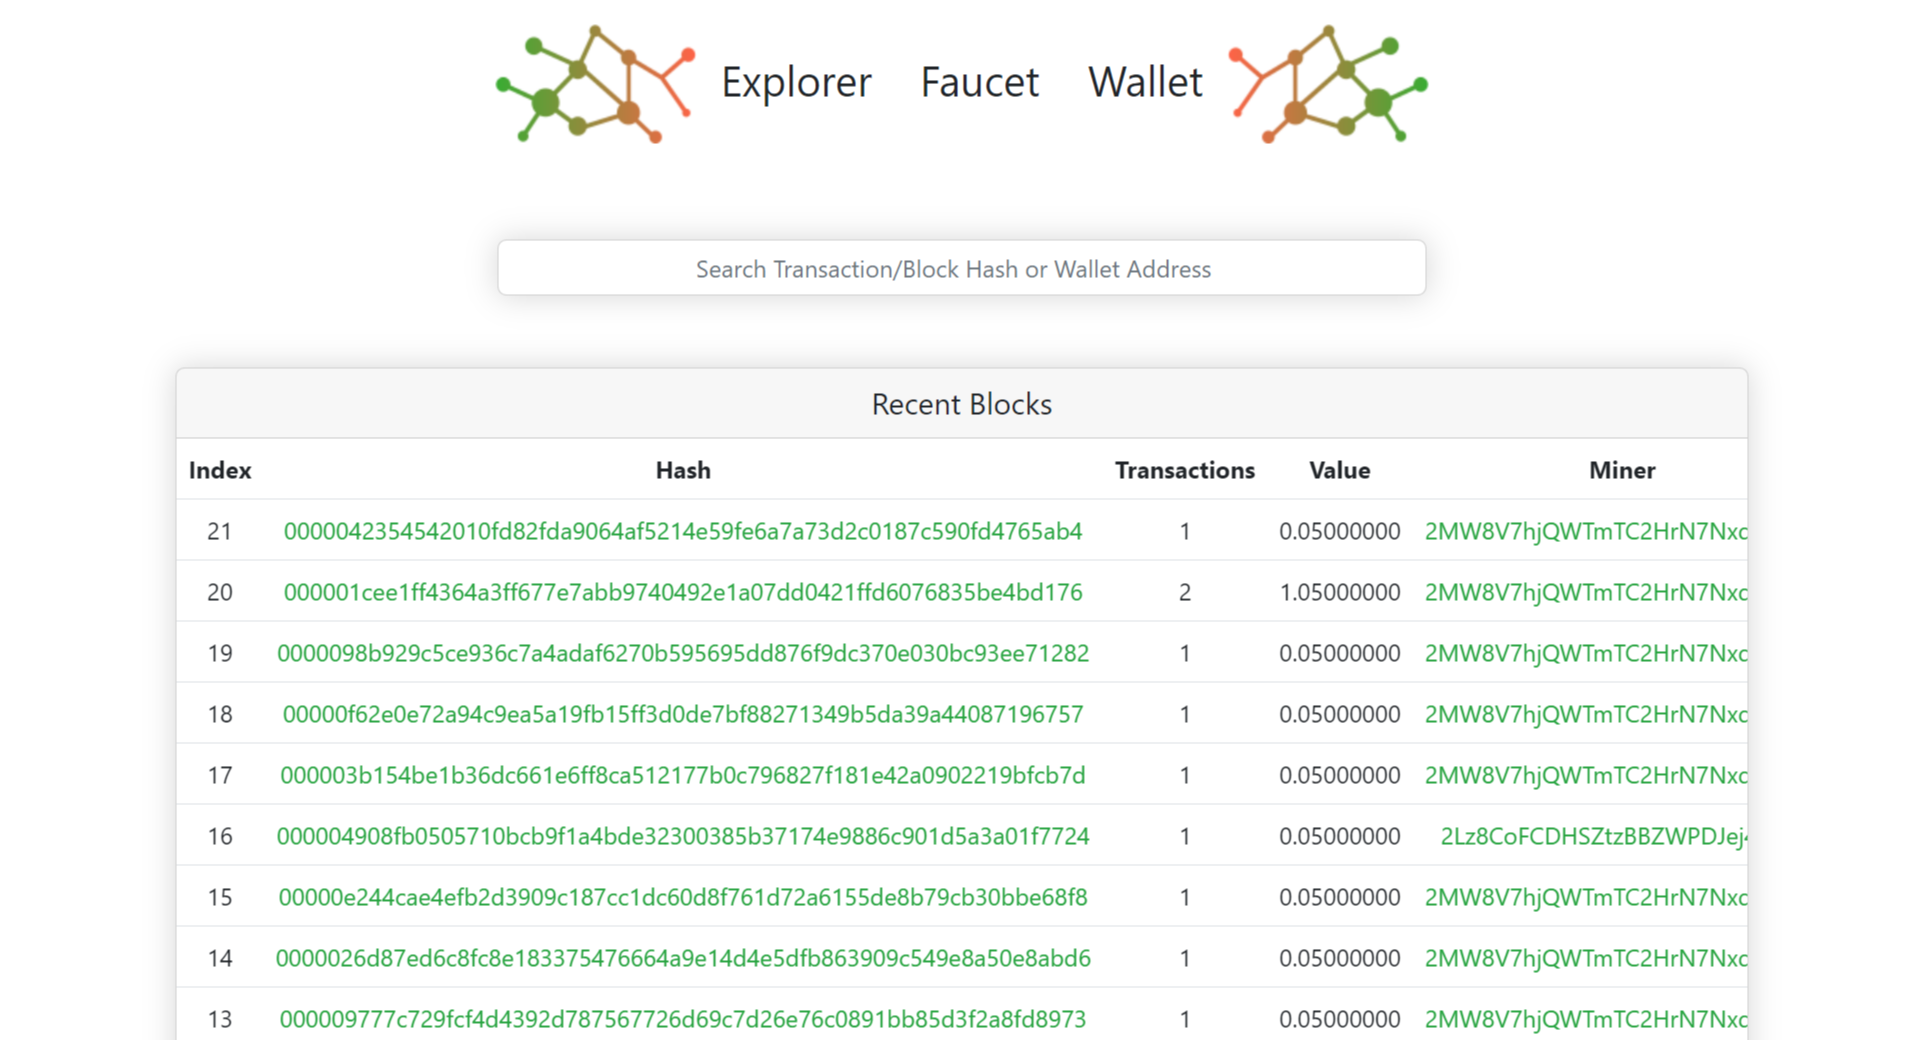 Explorer Faucet Wallet
Search Transaction/Block Hash or Wallet Address
Recent Blocks
Index Hash Transactions Value Miner
21 0000042354542010fd82fda9064af5214e59fe6a7a73d2c0187c590fd4765ab4 1 0.05000000 2MW8V7hjQWTmTC2HrN7Nxc
20 000001cee1ff4364a3ff677e7abb9740492e1a07dd0421ffd6076835be4bd176 2 1.05000000 2MW8V7hjQWTmTC2HrN7Nxc
19 0000098b929c5ce936c7a4adaf6270b595695dd876f9dc370e030bc93ee71282 1 0.05000000 2MW8V7hjQWTmTC2HrN7Nxc
18 00000f62e0e72a94c9ea5a19fb15ff3d0de7bf88271349b5da39a44087196757 1 0.05000000 2MW8V7hjQWTmTC2HrN7Nxc
17 000003b154be1b36dc661e6ff8ca512177b0c796827f181e42a0902219bfcb7d 1 0.05000000 2MW8V7hjQWTmTC2HrN7Nxc
16 000004908fb0505710bcb9f1a4bde32300385b37174e9886c901d5a3a01f7724 1 0.05000000 2Lz8CoFCDHSZtzBBZWPDJej
15 00000e244cae4efb2d3909c187cc1dc60d8f761d72a6155de8b79cb30bbe68f8 1 0.05000000 2MW8V7hjQWTmTC2HrN7Nxc
14 0000026d87ed6c8fc8e183375476664a9e14d4e5dfb863909c549e8a50e8abd6 1 0.05000000 2MW8V7hjQWTmTC2HrN7Nxc
13 000009777c729fcf4d4392d787567726d69c7d26e76c0891bb85d3f2a8fd8973 1 0.05000000 2MW8V7hjQWTmTC2HrN7Nxc